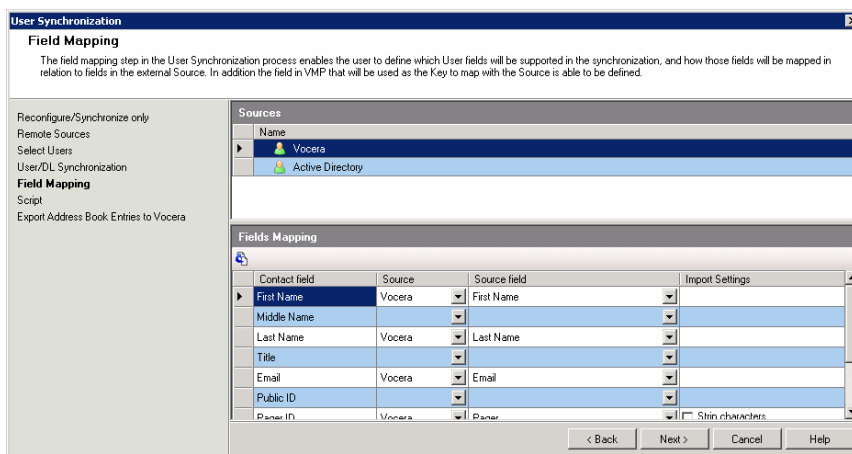 User Synchronization
Field Mapping
The field mapping step in the User Synchronization process enables the user to define which User fields will be supported in the synchronization, and how those fields will be mapped in
relation to fields in the external Source. In addition the field in VMP that will be used as the Key to map with the Source is able to be defined.
Reconfigure/Synchronize only
Remote Sources
Select Users
User/DL Synchronization
Field Mapping
Script
Export Address Book Entries to Vocera
Sources
Name
Vocera
Active Directory
Fields Mapping
Contact field Source Source field Import Settings
First Name Vocera First Name
Middle Name
Last Name Vocera Last Name
Title
Email Vocera Email
Public ID
Pager ID Vocera Pager Strip characters
< Back Next > Cancel Help